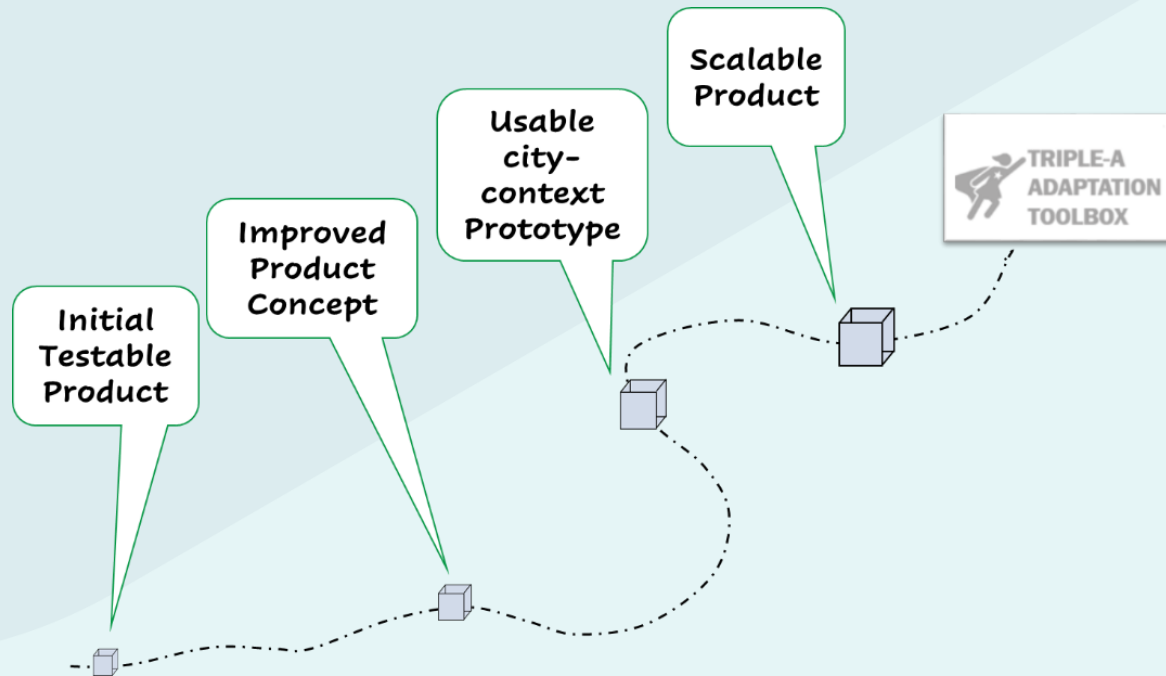 Initial
Testable
Product
Improved
Product
Concept
Usable
city-
context
Prototype
Scalable
Product
TRIPLE-A
ADAPTATION
TOOLBOX